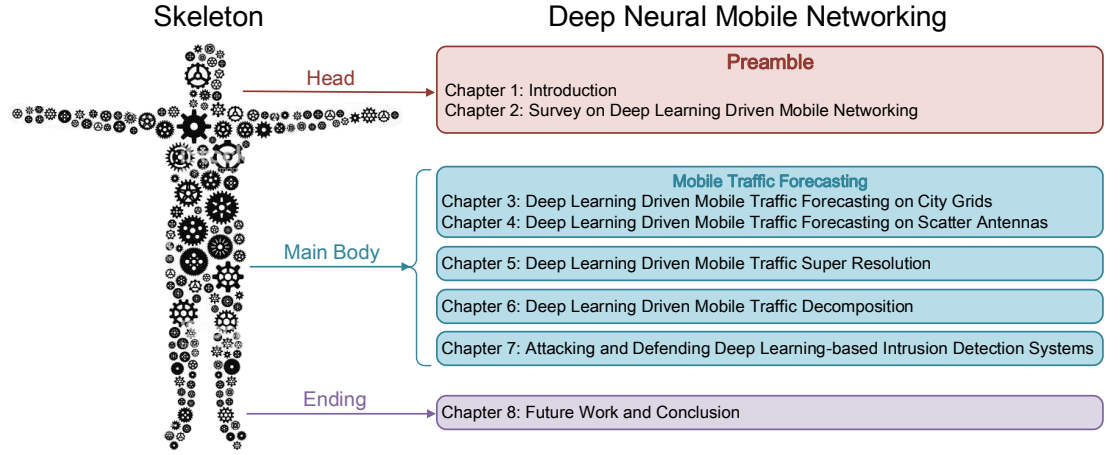 Skeleton
Deep Neural Mobile Networking
Head
Preamble
Chapter 1: Introduction
Chapter 2: Survey on Deep Learning Driven Mobile Networking
Main Body
Mobile Traffic Forecasting
Chapter 3: Deep Learning Driven Mobile Traffic Forecasting on City Grids
Chapter 4: Deep Learning Driven Mobile Traffic Forecasting on Scatter Antennas
Chapter 5: Deep Learning Driven Mobile Traffic Super Resolution
Chapter 6: Deep Learning Driven Mobile Traffic Decomposition
Chapter 7: Attacking and Defending Deep Learning-based Intrusion Detection Systems
Ending
Chapter 8: Future Work and Conclusion